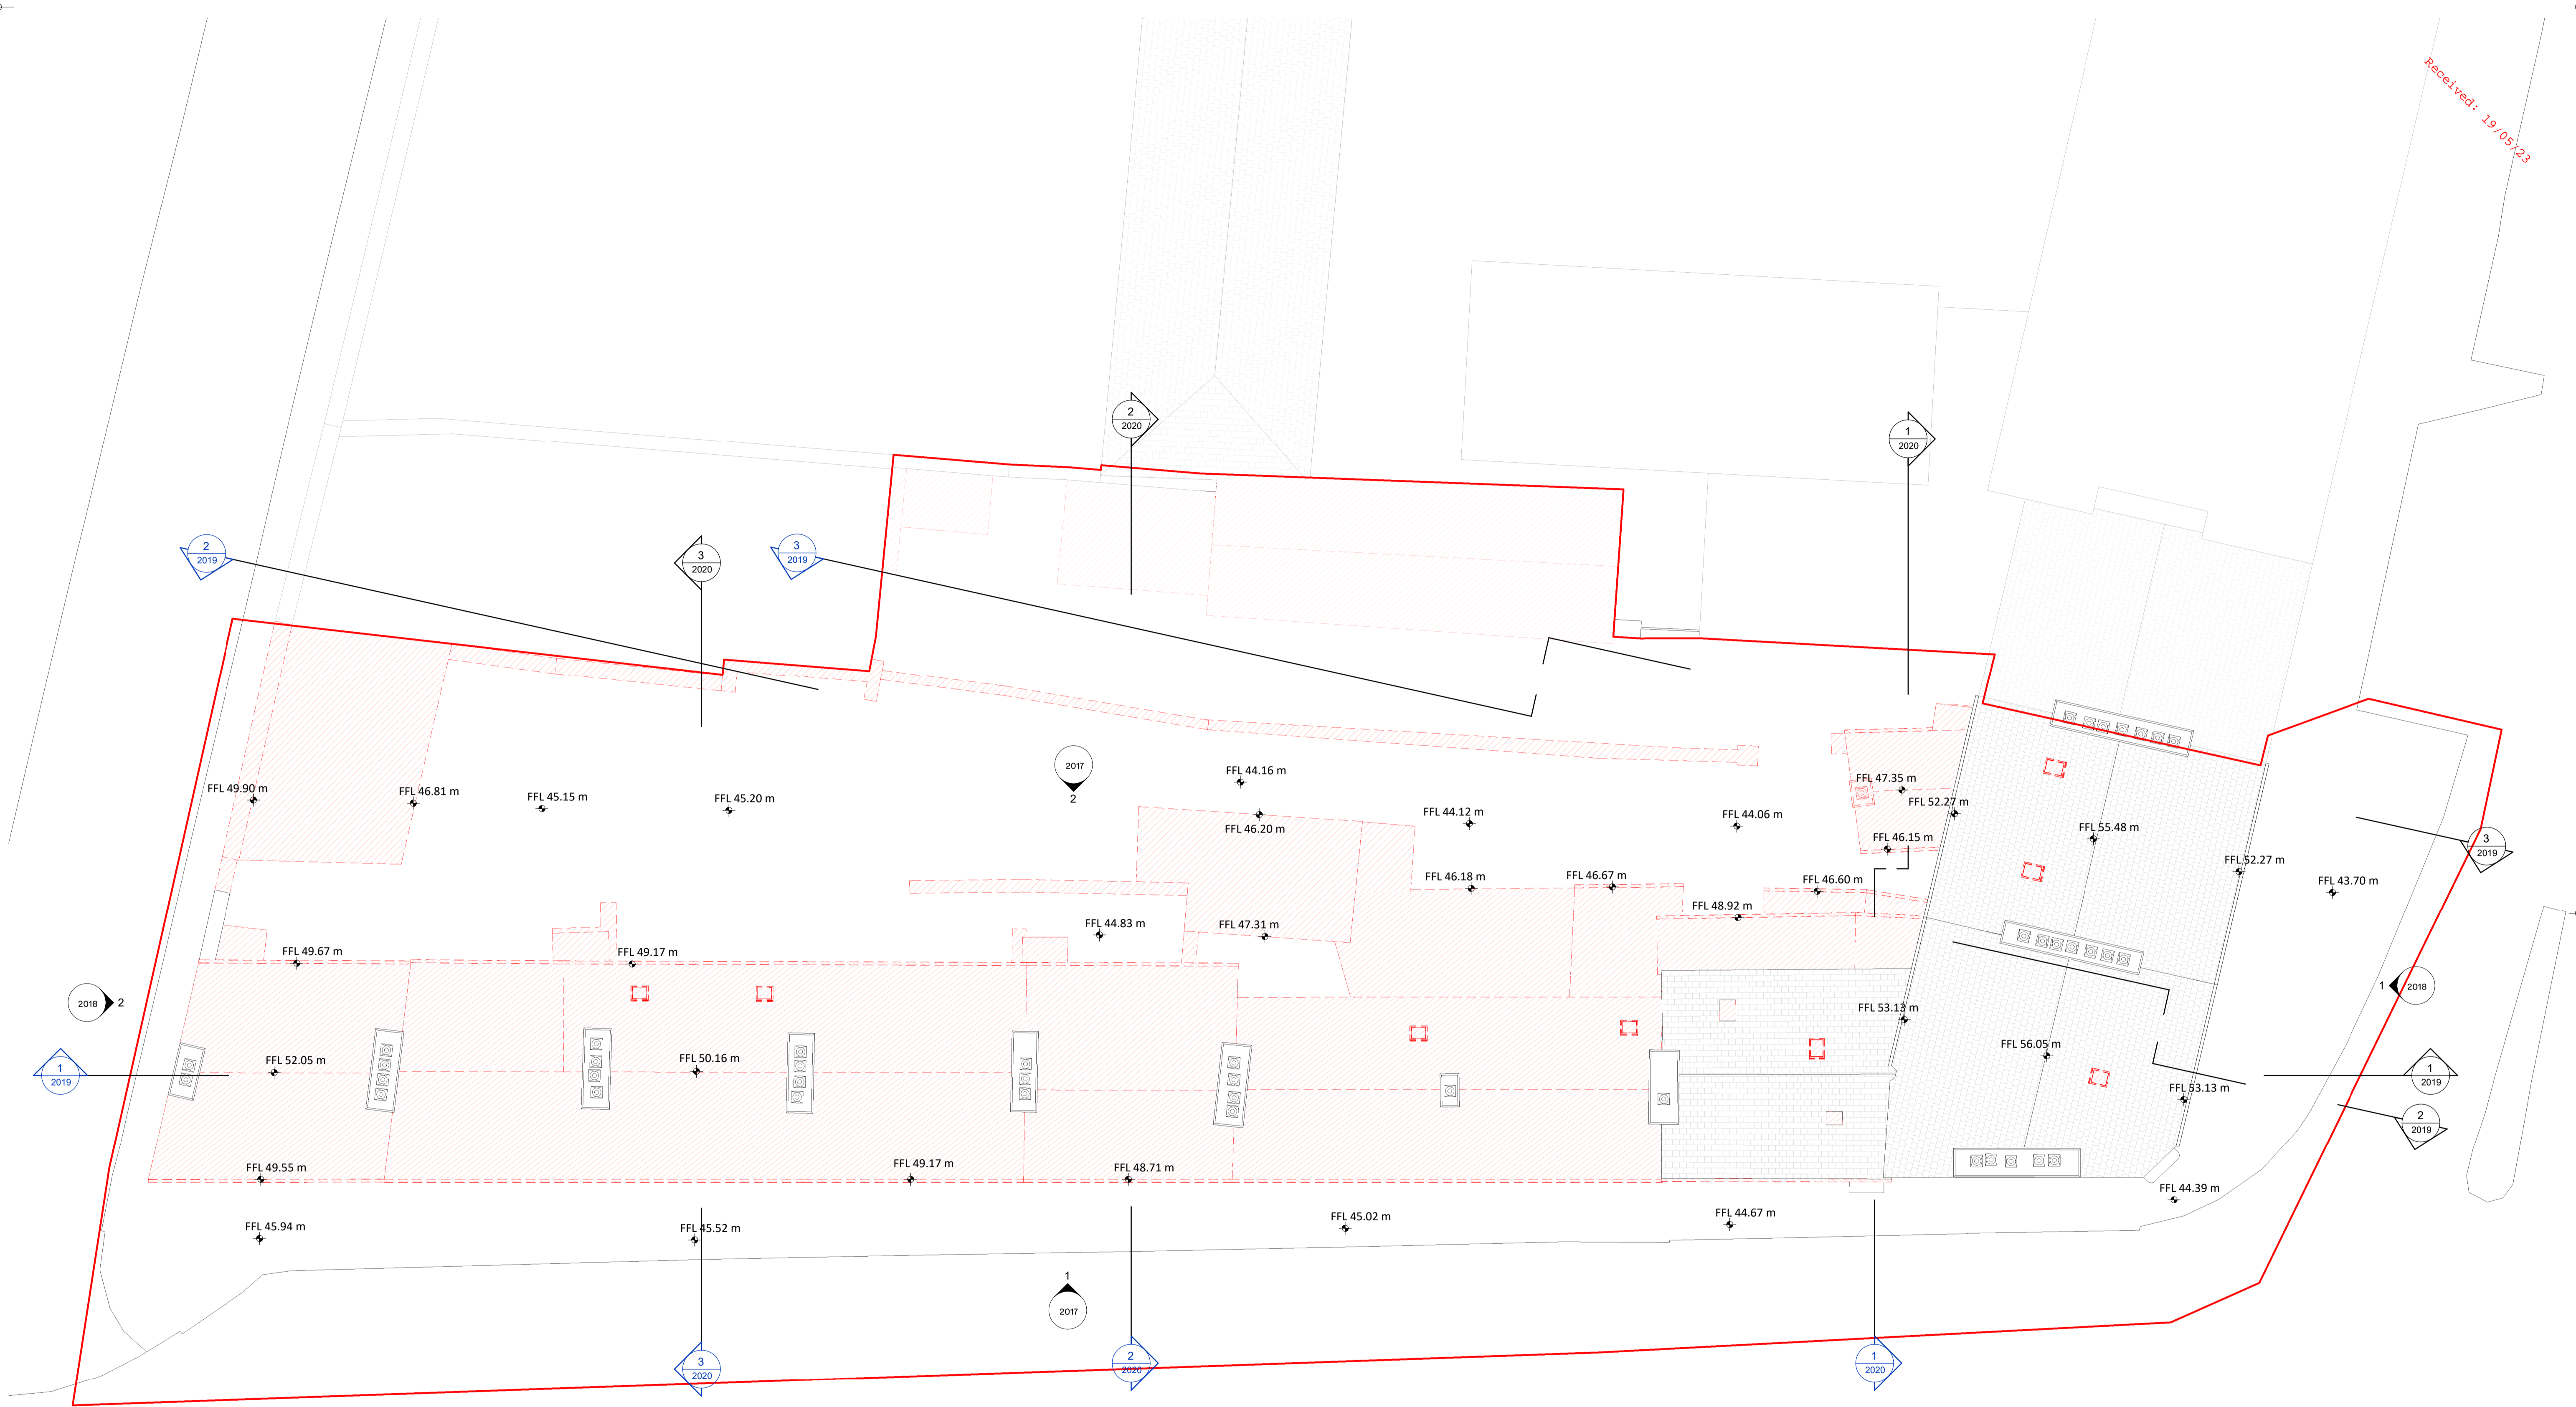 Received: 19/05/23
2
2020
1
2020
2
2019
3
2020
3
2019
2017
2
FFL 44.16 m
FFL 49.90 m
FFL 46.81 m
FFL 45.15 m
FFL 45.20 m
FFL 46.20 m
FFL 44.12 m
FFL 44.06 m
FFL 47.35 m
FFL 52.27 m
FFL 46.15 m
FFL 55.48 m
3
2019
FFL 52.27 m
FFL 43.70 m
FFL 46.18 m
FFL 46.67 m
FFL 46.60 m
FFL 48.92 m
FFL 44.83 m
FFL 47.31 m
FFL 49.67 m
FFL 49.17 m
2018
2
1
2018
FFL 53.13 m
FFL 52.05 m
FFL 50.16 m
FFL 56.05 m
1
2019
1
2019
FFL 53.13 m
2
2019
FFL 49.55 m
FFL 49.17 m
FFL 48.71 m
FFL 44.39 m
FFL 45.94 m
FFL 45.52 m
FFL 45.02 m
FFL 44.67 m
1
2017
3
2020
2
2020
1
2020